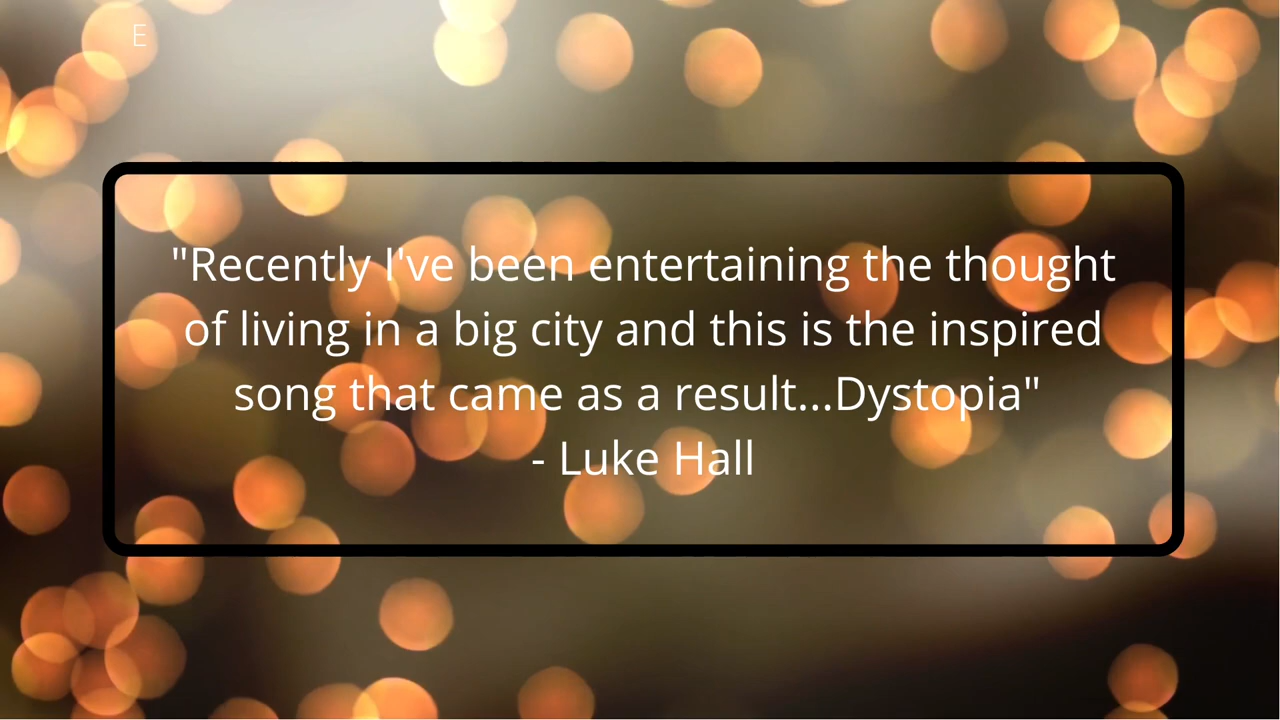 E
"Recently I've been entertaining the thought
of living in a big city and this is the inspired
song that came as a result...Dystopia"
- Luke Hall